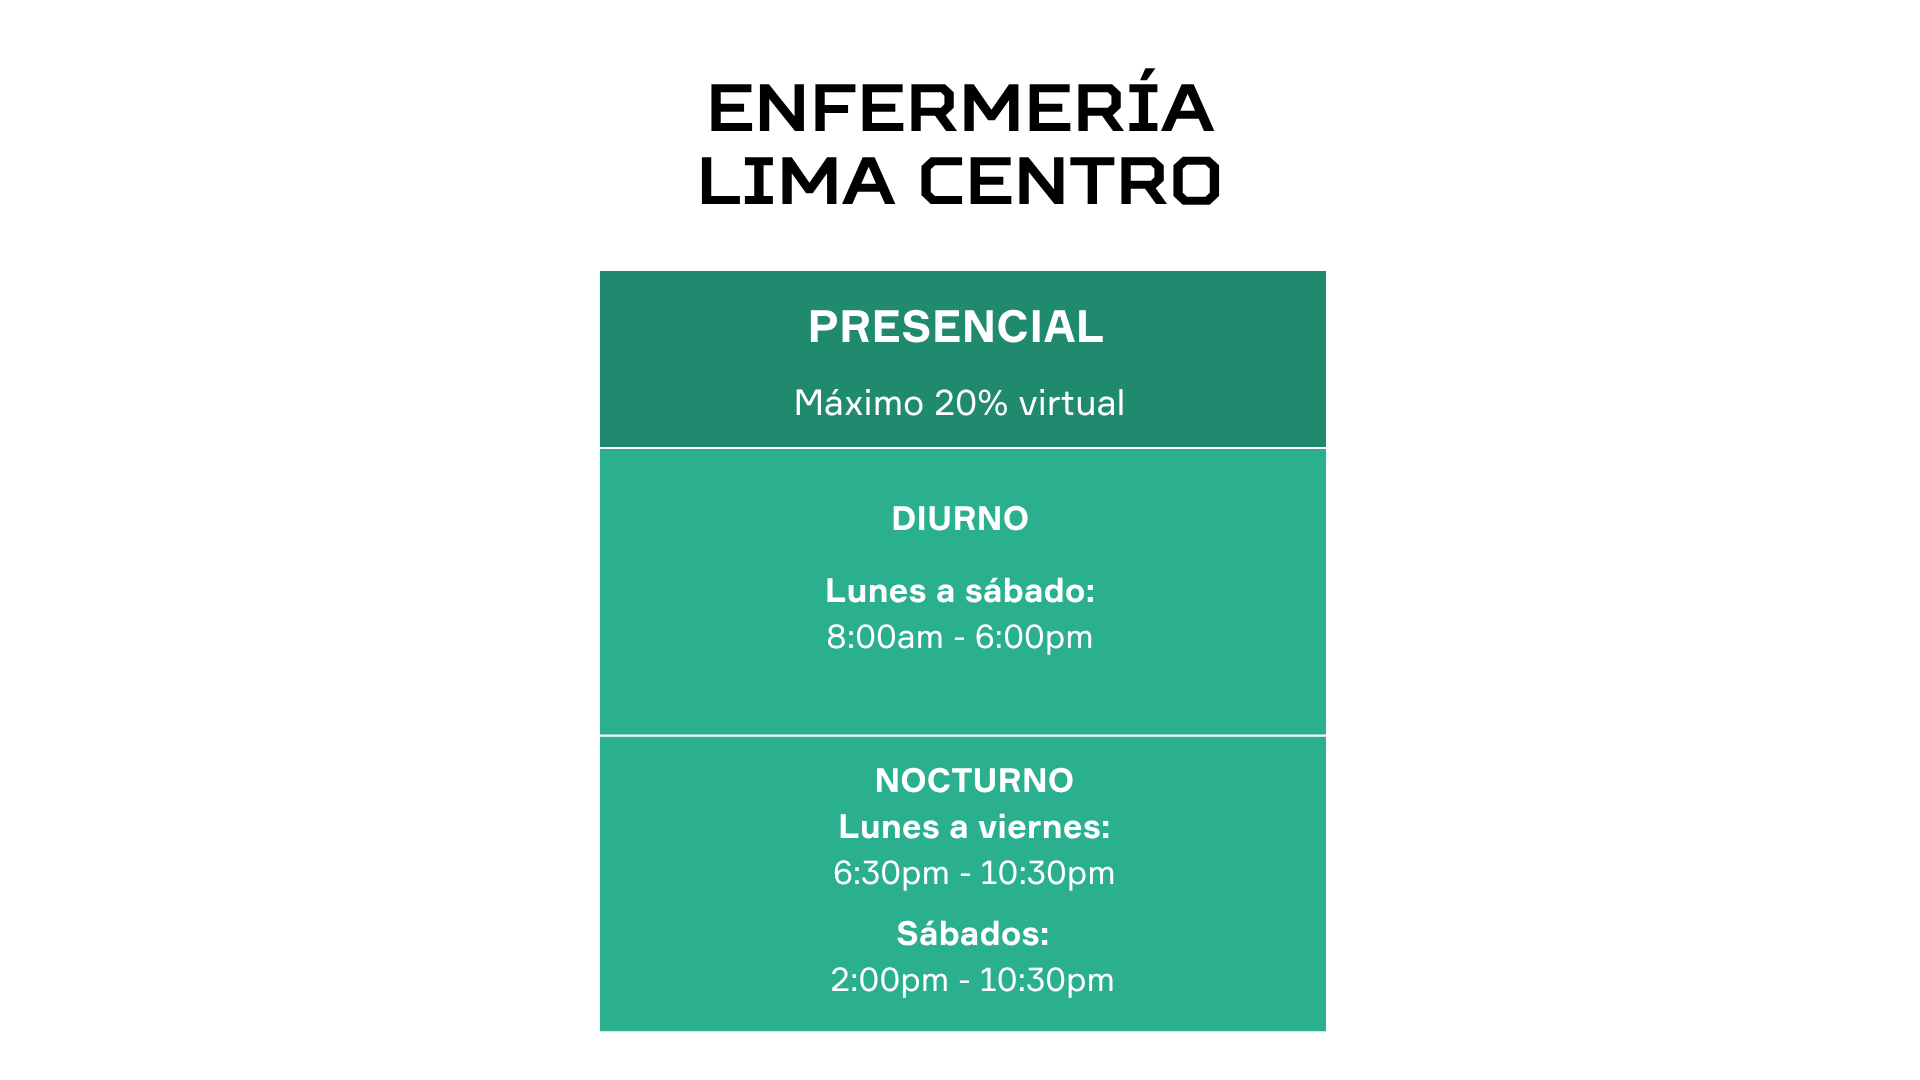 ENFERMERÍA
LIMA CENTRO
PRESENCIAL
Máximo 20% virtual
DIURNO
Lunes a sábado:
8:00am - 6:00pm
NOCTURNO
Lunes a viernes:
6:30pm - 10:30pm
Sábados:
2:00pm - 10:30pm